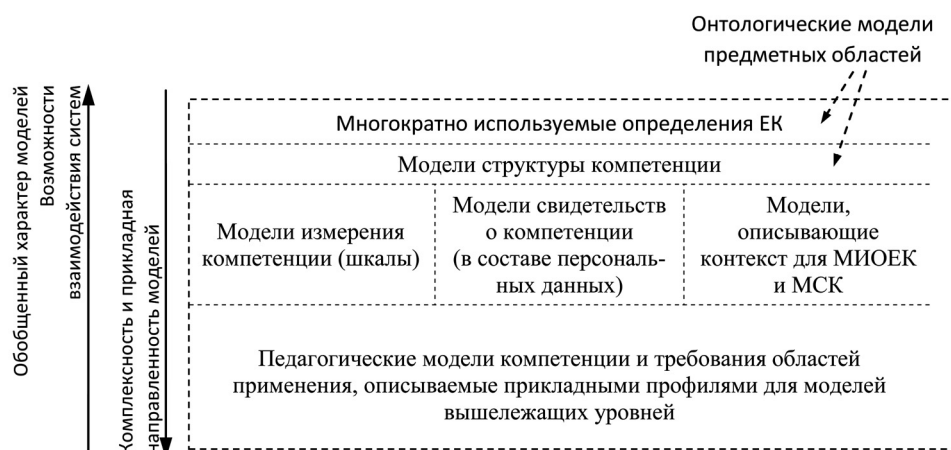 Онтологические модели
предметных областей
Обобщенный характер моделей
Возможности
взаимодействия систем
Комплексность и прикладная
направленность моделей
Многократно используемые определения ЕК
Модели структуры компетенции
Модели измерения
компетенции (шкалы)
Модели свидетельств
о компетенции
(в составе персональ-
ных данных)
Модели,
описывающие
контекст для МИОЕК
и МСК
Педагогические модели компетенции и требования областей
применения, описываемые прикладными профилями для моделей
вышележащих уровней